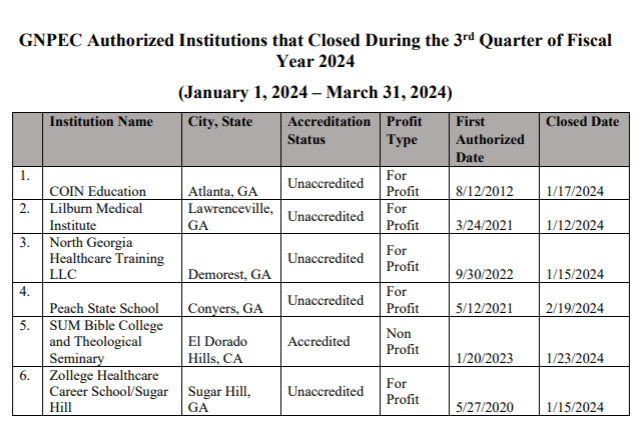 GNPEC Authorized Institutions that Closed During the 3rd Quarter of Fiscal
Year 2024
(January 1, 2024 – March 31, 2024)
Institution Name City, State Accreditation Status Profit Type First Authorized Date Closed Date
1. COIN Education Atlanta, GA Unaccredited For Profit 8/12/2012 1/17/2024
2. Lilburn Medical Institute Lawrenceville, GA Unaccredited For Profit 3/24/2021 1/12/2024
3. North Georgia Healthcare Training LLC Demorest, GA Unaccredited For Profit 9/30/2022 1/15/2024
4. Peach State School Conyers, GA Unaccredited For Profit 5/12/2021 2/19/2024
5. SUM Bible College and Theological Seminary El Dorado Hills, CA Accredited Non Profit 1/20/2023 1/23/2024
6. Zollege Healthcare Career School/Sugar Hill Sugar Hill, GA Unaccredited For Profit 5/27/2020 1/15/2024